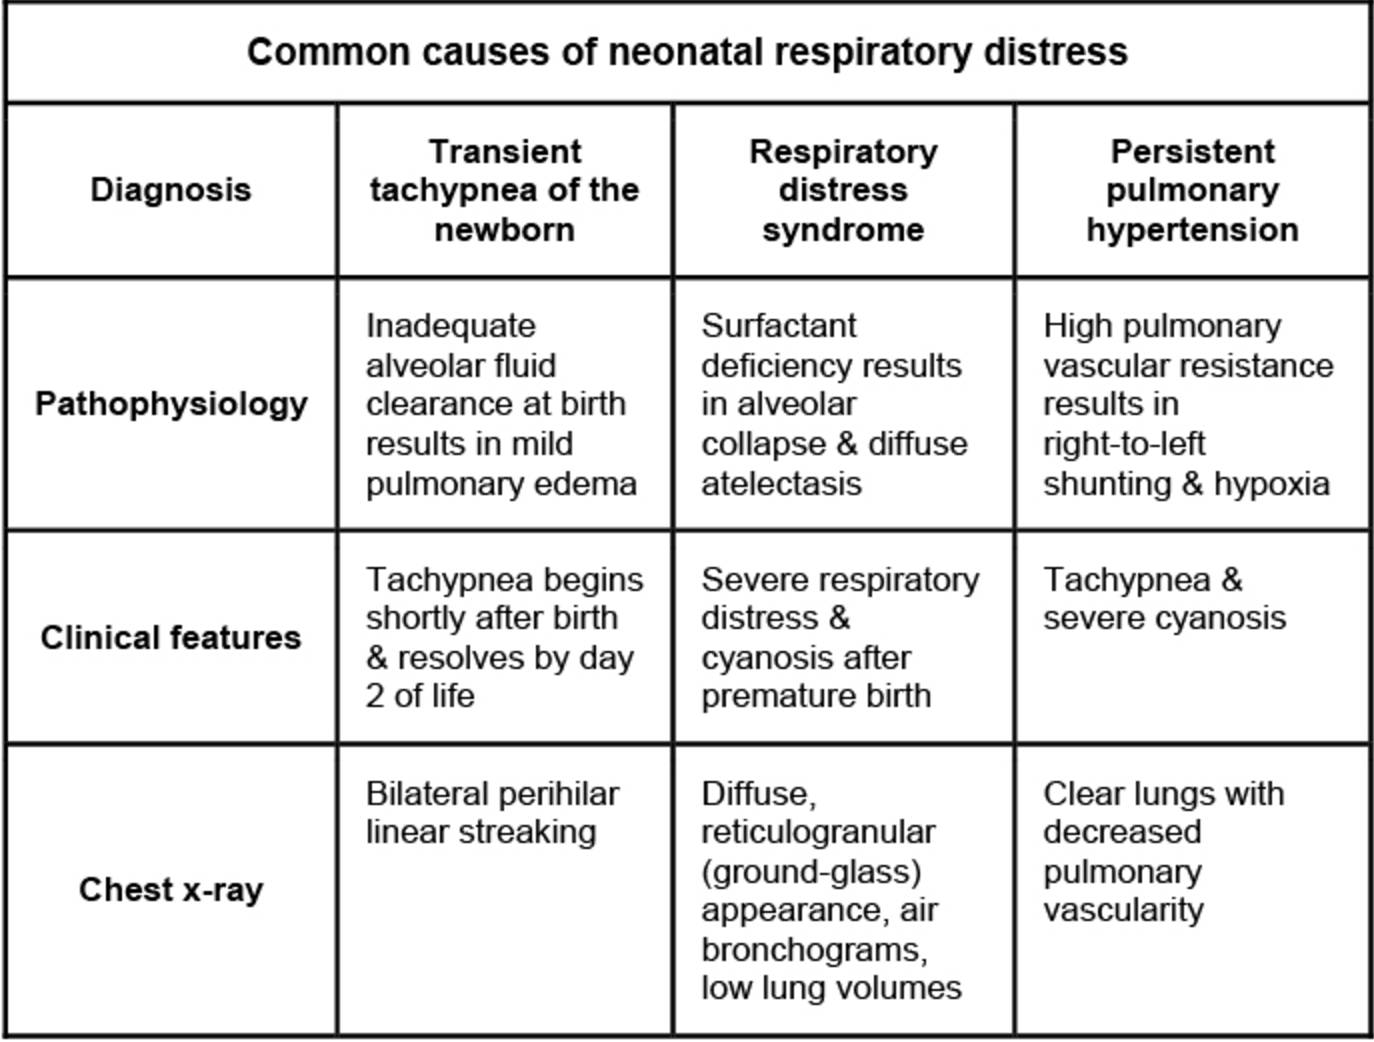 Common causes of neonatal respiratory distress
Diagnosis
Transient
tachypnea of the
newborn
Respiratory
distress
syndrome
Persistent
pulmonary
hypertension
Pathophysiology
Inadequate
alveolar fluid
clearance at birth
results in mild
pulmonary edema
Surfactant
deficiency results
in alveolar
collapse & diffuse
atelectasis
High pulmonary
vascular resistance
results in
right-to-left
shunting & hypoxia
Clinical features
Tachypnea begins
shortly after birth
& resolves by day
2 of life
Severe respiratory
distress &
cyanosis after
premature birth
Tachypnea &
severe cyanosis
Chest x-ray
Bilateral perihilar
linear streaking
Diffuse,
reticulogranular
(ground-glass)
appearance, air
bronchograms,
low lung volumes
Clear lungs with
decreased
pulmonary
vascularity